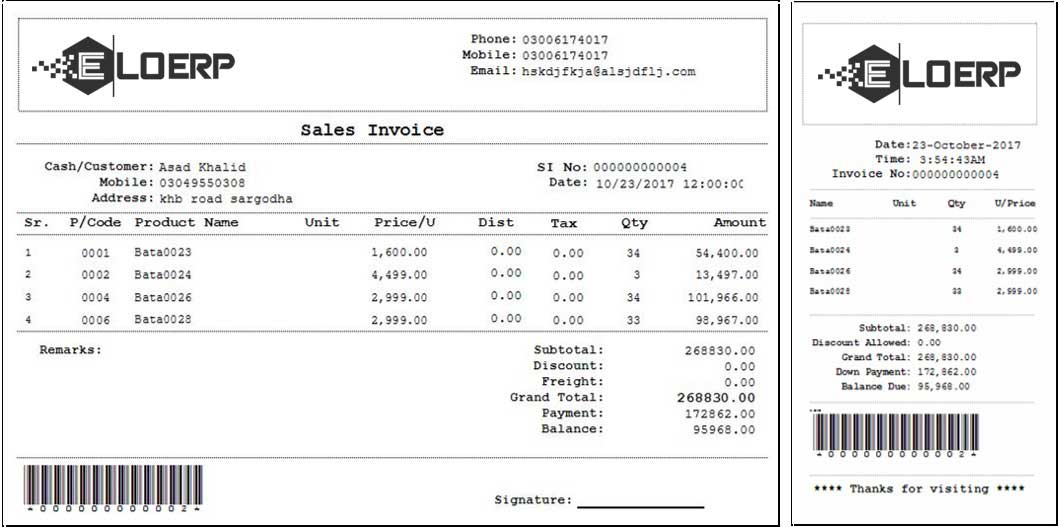 ELOERP
Phone: 03006174017
Mobile: 03006174017
Email: hskdjfkja@alsjdflj.com
Sales Invoice
Cash/Customer: Asad Khalid
Mobile: 03049550308
Address: khb road sargodha
SI No: 000000000004
Date: 10/23/2017 12:00:00
Sr. P/Code Product Name Unit Price/U Dist Tax Qty Amount
1 0001 Bata0023 1,600.00 0.00 0.00 34 54,400.00
2 0002 Bata0024 4,499.00 0.00 0.00 3 13,497.00
3 0004 Bata0026 2,999.00 0.00 0.00 34 101,966.00
4 0006 Bata0028 2,999.00 0.00 0.00 33 98,967.00
Remarks:
Subtotal: 268830.00
Discount: 0.00
Freight: 0.00
Grand Total: 268830.00
Payment: 172862.00
Balance: 95968.00
*0000000000002*
Signature:
ELOERP
Date:23-October-2017
Time: 3:54:43AM
Invoice No:000000000004
Name Unit Qty U/Price
Bata0023 34 1,600.00
Bata0024 3 4,499.00
Bata0026 34 2,999.00
Bata0028 33 2,999.00
Subtotal: 268,830.00
Discount Allowed: 0.00
Grand Total: 268,830.00
Down Payment: 172,862.00
Balance Due: 95,968.00
*0000000000002*
**** Thanks for visiting ****